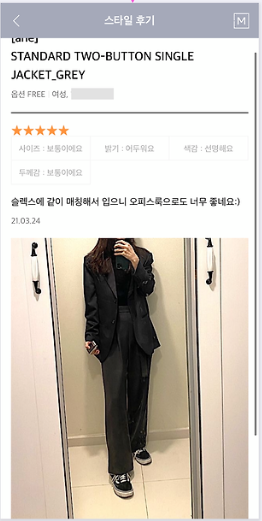 스타일 후기
M
[ane]
STANDARD TWO-BUTTON SINGLE
JACKET_GREY
옵션 FREE 여성,
★★★★★
사이즈 : 보통이에요
밝기 : 어두워요
색감 : 선명해요
두께감 : 보통이에요
슬렉스에 같이 매칭해서 입으니 오피스룩으로도 너무 좋네요:)
21.03.24